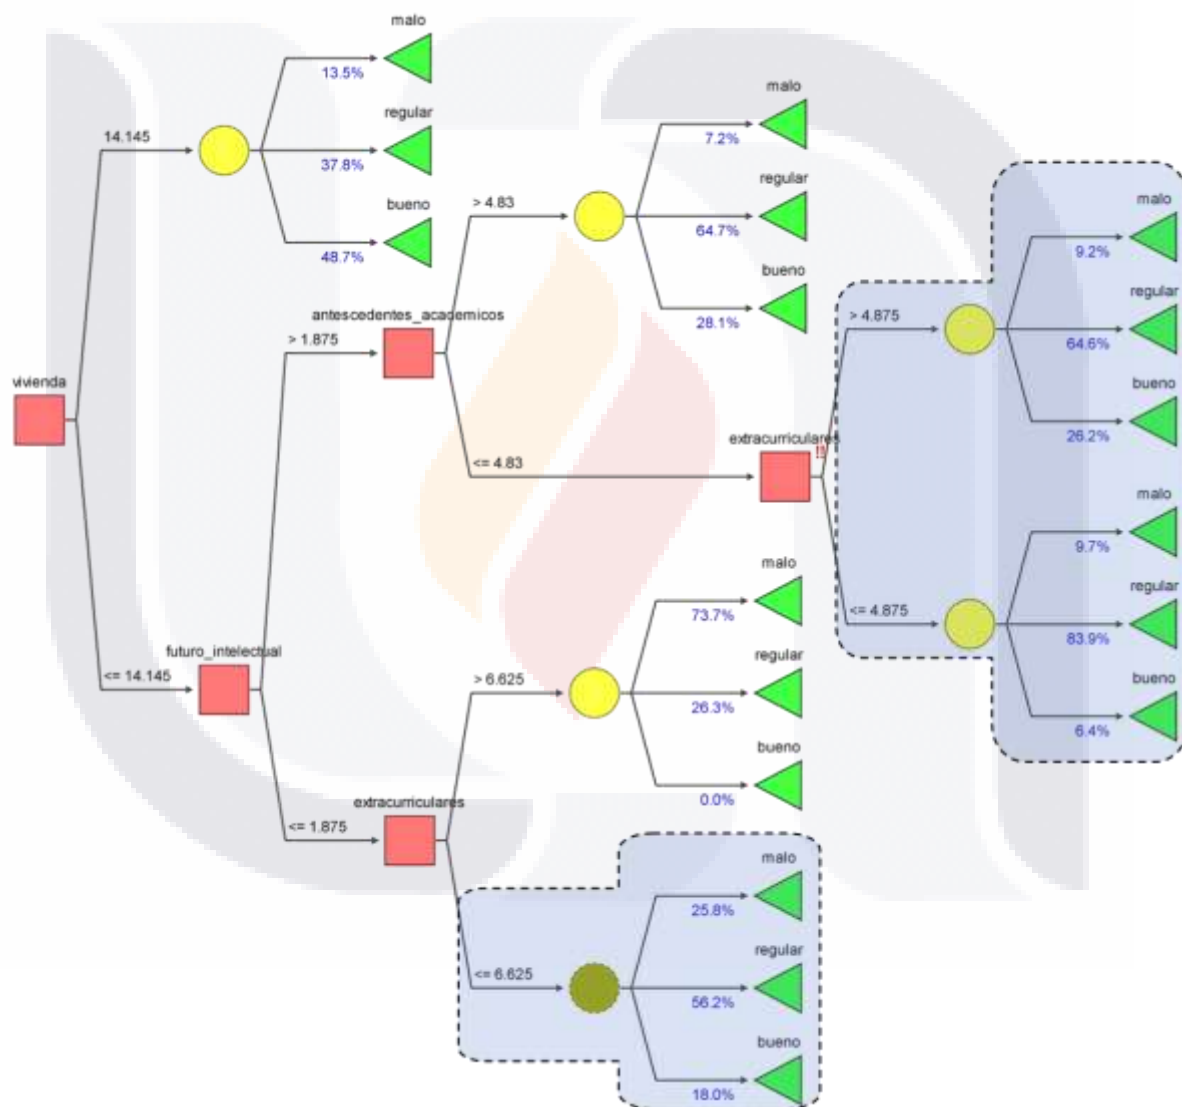 malo
13.5%
regular
37.8%
bueno
48.7%
14.145
vivienda
<= 14.145
futuro_intelectual
> 1.875
antescedentes_academicos
> 4.83
malo
7.2%
regular
64.7%
bueno
28.1%
<= 4.83
extracurriculares
!!
> 4.875
malo
9.2%
regular
64.6%
bueno
26.2%
<= 4.875
malo
9.7%
regular
83.9%
bueno
6.4%
<= 1.875
extracurriculares
> 6.625
malo
73.7%
regular
26.3%
bueno
0.0%
<= 6.625
malo
25.8%
regular
56.2%
bueno
18.0%